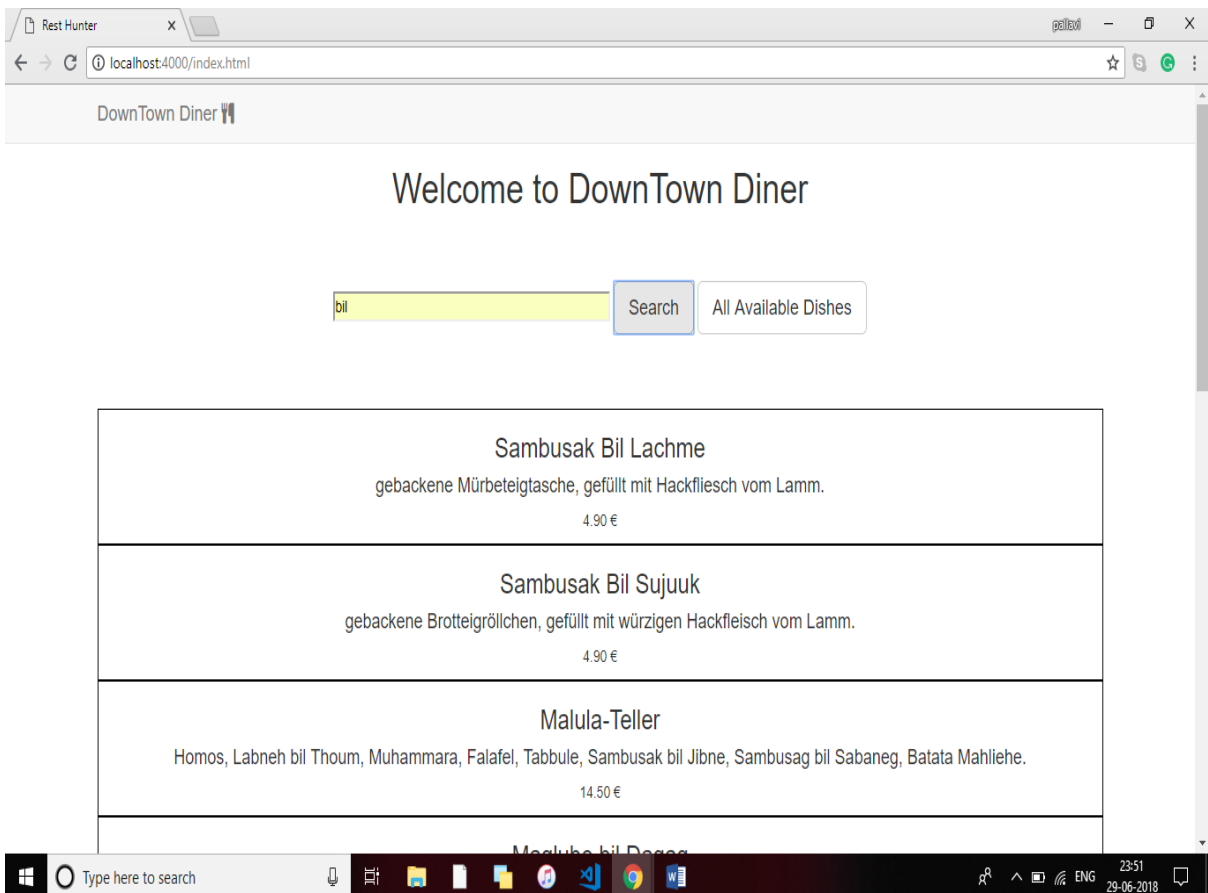 Rest Hunter
pallavi
localhost:4000/index.html
DownTown Diner
Welcome to DownTown Diner
bil
Search
All Available Dishes
Sambusak Bil Lachme
gebackene Mürbeteigtasche, gefüllt mit Hackfliesch vom Lamm.
4.90 €
Sambusak Bil Sujuuk
gebackene Brotteigröllchen, gefüllt mit würzigen Hackfleisch vom Lamm.
4.90 €
Malula-Teller
Homos, Labneh bil Thoum, Muhammara, Falafel, Tabbule, Sambusak bil Jibne, Sambusag bil Sabaneg, Batata Mahliehe.
14.50 €
bil
Type here to search
ENG
23:51
29-06-2018